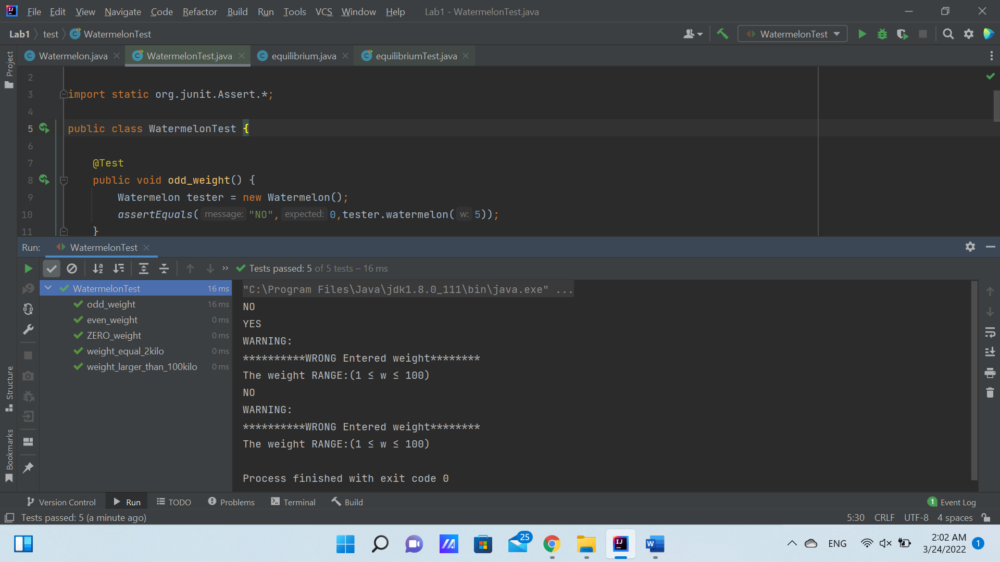 File Edit View Navigate Code Refactor Build Run Tools VCS Window Help Lab1 - WatermelonTest.java
Lab1 test WatermelonTest WatermelonTest
Watermelon.java WatermelonTest.java equilibrium.java equilibriumTest.java
Project
2
3 import static org.junit.Assert.*;
4
5 public class WatermelonTest {
6
7 @Test
8 public void odd_weight() {
9 Watermelon tester = new Watermelon();
10 assertEquals( message: "NO", expected: 0,tester.watermelon( w: 5));
11 }
Run: WatermelonTest
Tests passed: 5 of 5 tests – 16 ms
WatermelonTest 16 ms
odd_weight 16 ms
even_weight 0 ms
ZERO_weight 0 ms
weight_equal_2kilo 0 ms
weight_larger_than_100kilo 0 ms
"C:\Program Files\Java\jdk1.8.0_111\bin\java.exe" ...
NO
YES
WARNING:
**********WRONG Entered weight********
The weight RANGE:(1 ≤ w ≤ 100)
NO
WARNING:
**********WRONG Entered weight********
The weight RANGE:(1 ≤ w ≤ 100)
Process finished with exit code 0
Structure
Bookmarks
Version Control Run TODO Problems Terminal Build 1 Event Log
Tests passed: 5 (a minute ago) 5:30 CRLF UTF-8 4 spaces
25
ENG
2:02 AM
3/24/2022
1